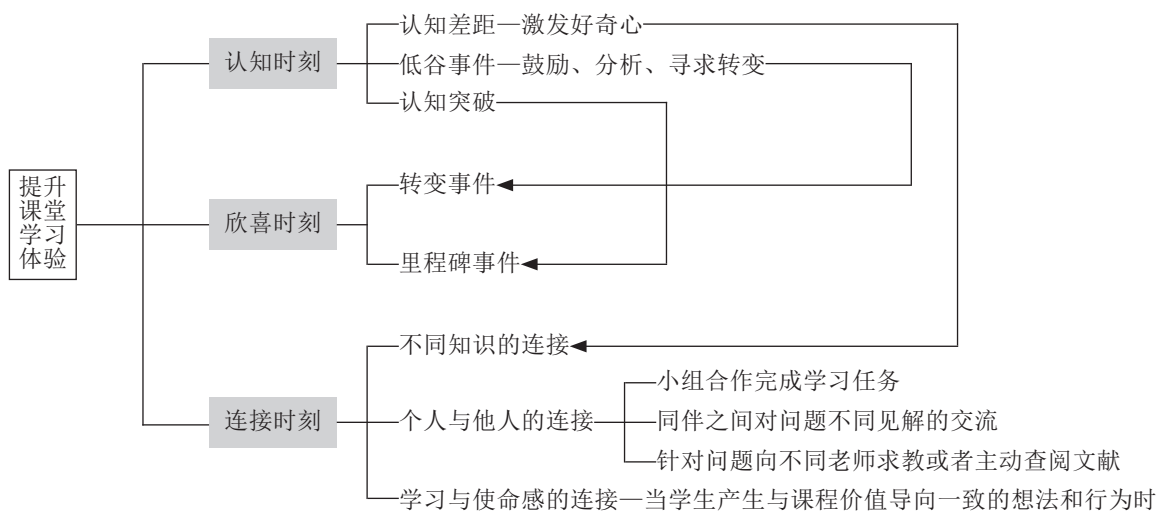 认知差距—激发好奇心
认知时刻
低谷事件—鼓励、分析、寻求转变
认知突破
提升
课堂
学习
体验
转变事件
欣喜时刻
里程碑事件
不同知识的连接
小组合作完成学习任务
连接时刻
个人与他人的连接
同伴之间对问题不同见解的交流
针对问题向不同老师求教或者主动查阅文献
学习与使命感的连接—当学生产生与课程价值导向一致的想法和行为时